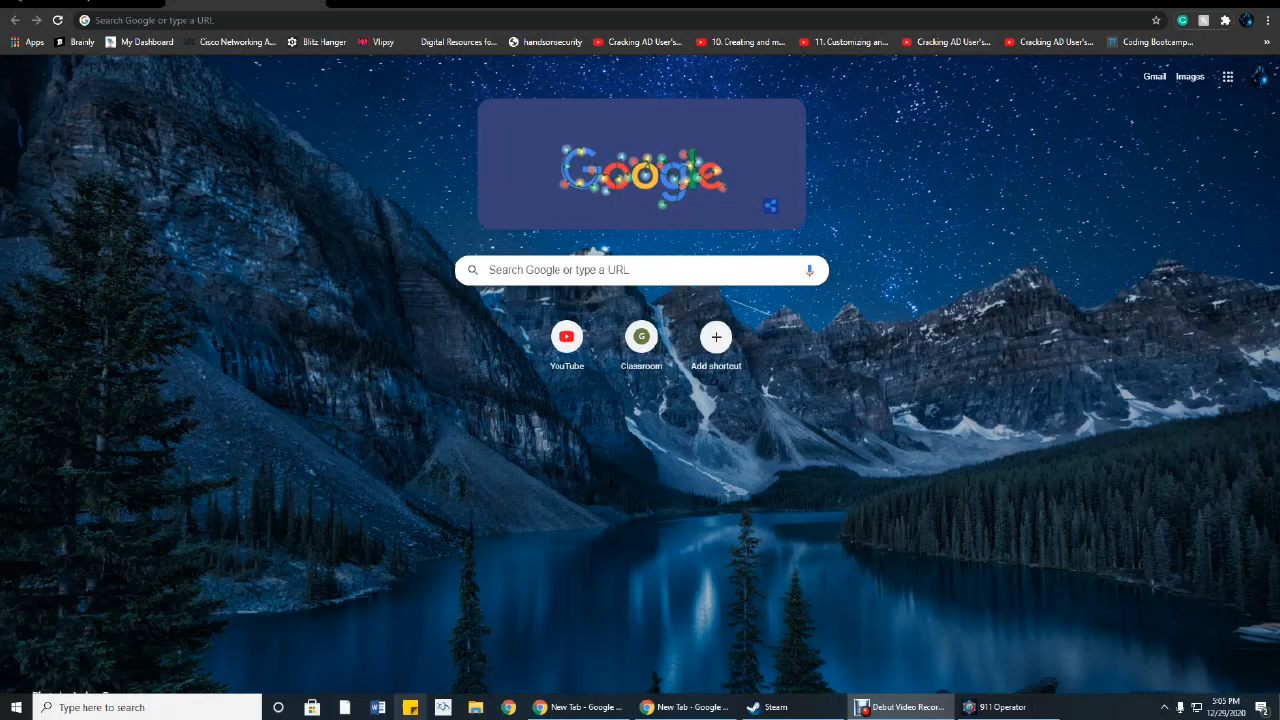 Search Google or type a URL
Apps Brainly My Dashboard Cisco Networking A... Blitz Hanger Vlipsy Digital Resources fo... handsonsecurity Cracking AD User's... 10. Creating and m... 11. Customizing an... Cracking AD User's... Cracking AD User's... Coding Bootcamp... »
Gmail Images
Google
Search Google or type a URL
G
YouTube Classroom Add shortcut
Type here to search New Tab - Google ... New Tab - Google ... Steam Debut Video Recor... 911 Operator 5:05 PM
12/29/2020